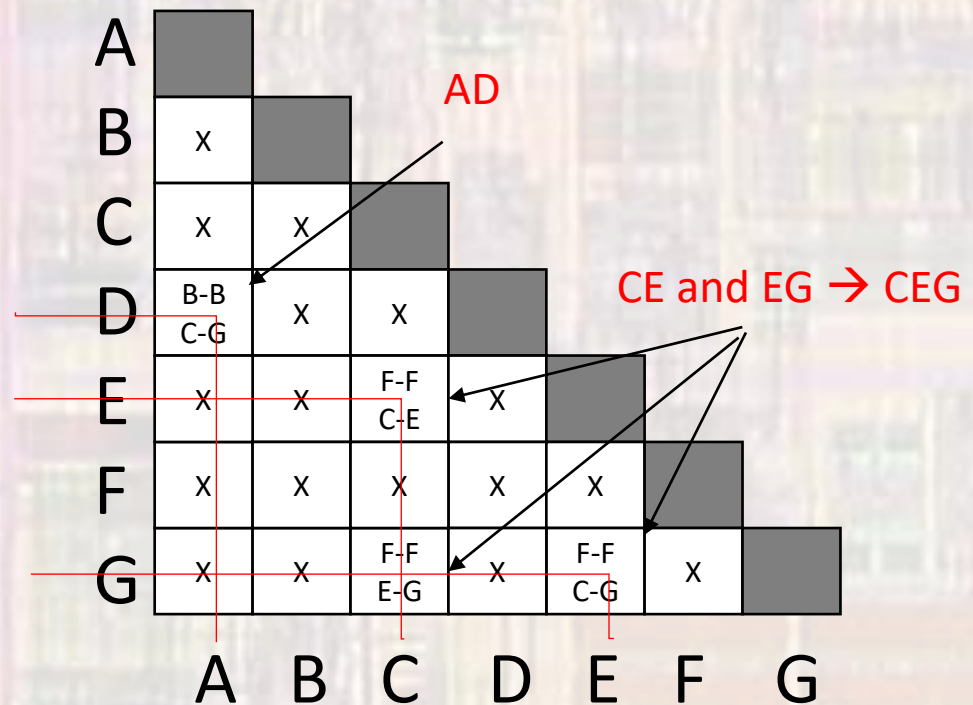 A
AD
B
X
C
X X
CE and EG → CEG
D
B-B
C-G
X X
E
X X
F-F
C-E
X
F
X X X X X
G
X X
F-F
E-G
X
F-F
C-G
X
A B C D E F G